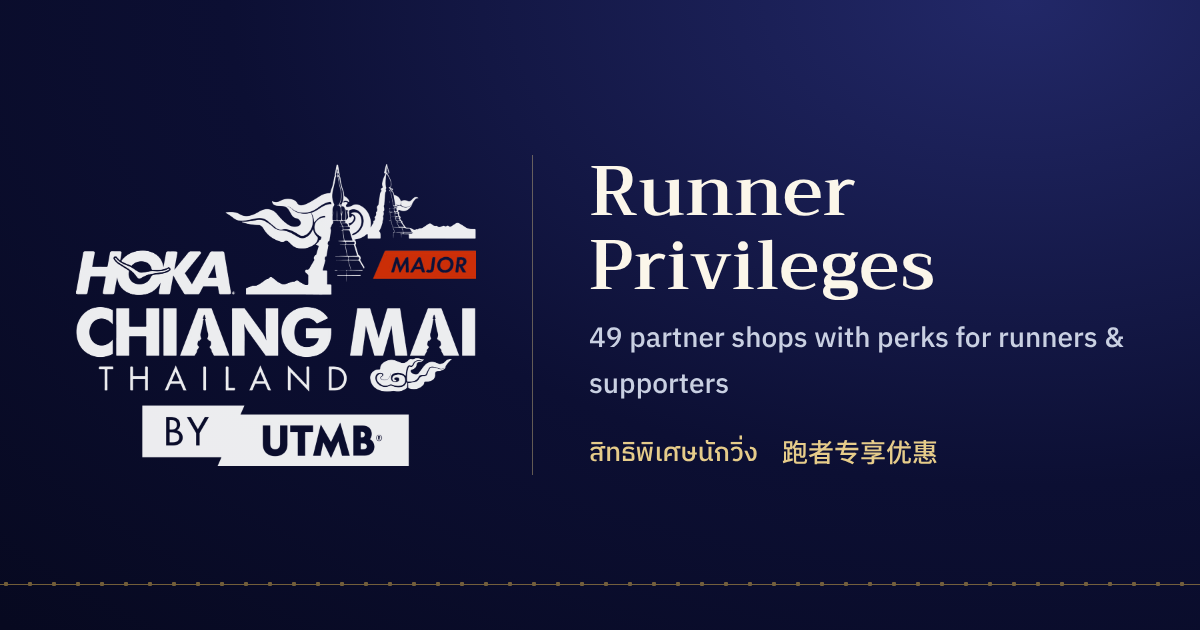 HOKA
MAJOR
CHIANG MAI
THAILAND
BY UTMB®
Runner
Privileges
49 partner shops with perks for runners &
supporters
สิทธิพิเศษนักวิ่ง 跑者专享优惠